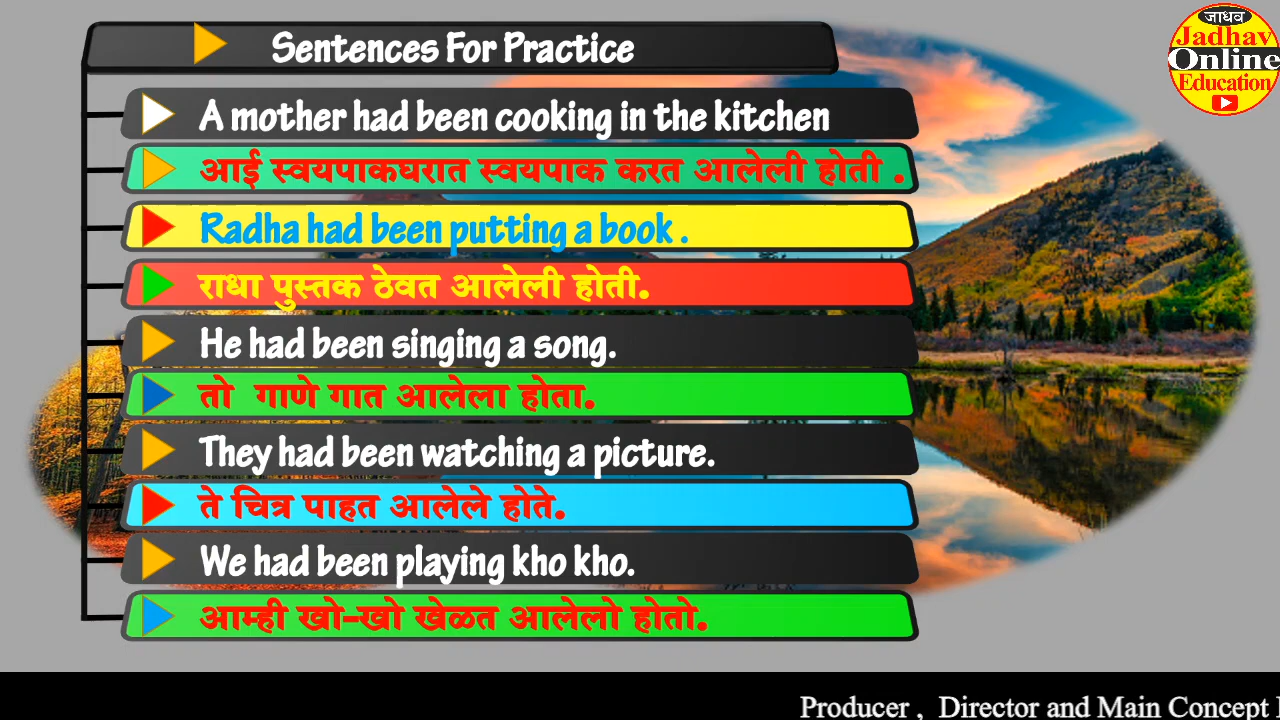 Sentences For Practice
A mother had been cooking in the kitchen
आई स्वयपाकघरात स्वयपाक करत आलेली होती .
Radha had been putting a book .
राधा पुस्तक ठेवत आलेली होती.
He had been singing a song.
तो गाणे गात आलेला होता.
They had been watching a picture.
ते चित्र पाहत आलेले होते.
We had been playing kho kho.
आम्ही खो-खो खेळत आलेलो होतो.
जाधव
Jadhav
Online
Education
Producer , Director and Main Concept